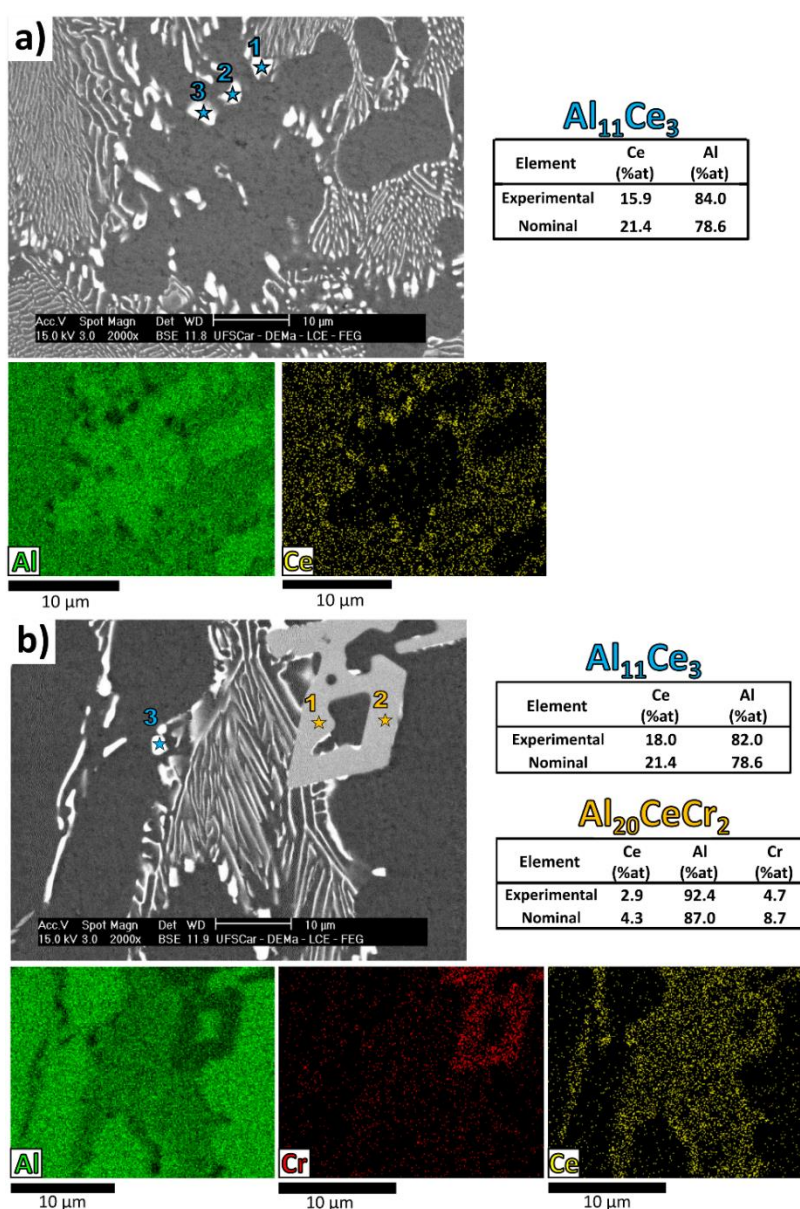 a)
1
2
3
Acc.V Spot Magn Det WD 10 µm
15.0 kV 3.0 2000x BSE 11.8 UFSCar - DEMa - LCE - FEG
Al₁₁Ce₃
Element Ce (%at) Al (%at)
Experimental 15.9 84.0
Nominal 21.4 78.6
Al
Ce
10 µm
10 µm
b)
3
1
2
Acc.V Spot Magn Det WD 10 µm
15.0 kV 3.0 2000x BSE 11.9 UFSCar - DEMa - LCE - FEG
Al₁₁Ce₃
Element Ce (%at) Al (%at)
Experimental 18.0 82.0
Nominal 21.4 78.6
Al₂₀CeCr₂
Element Ce (%at) Al (%at) Cr (%at)
Experimental 2.9 92.4 4.7
Nominal 4.3 87.0 8.7
Al
Cr
Ce
10 µm
10 µm
10 µm